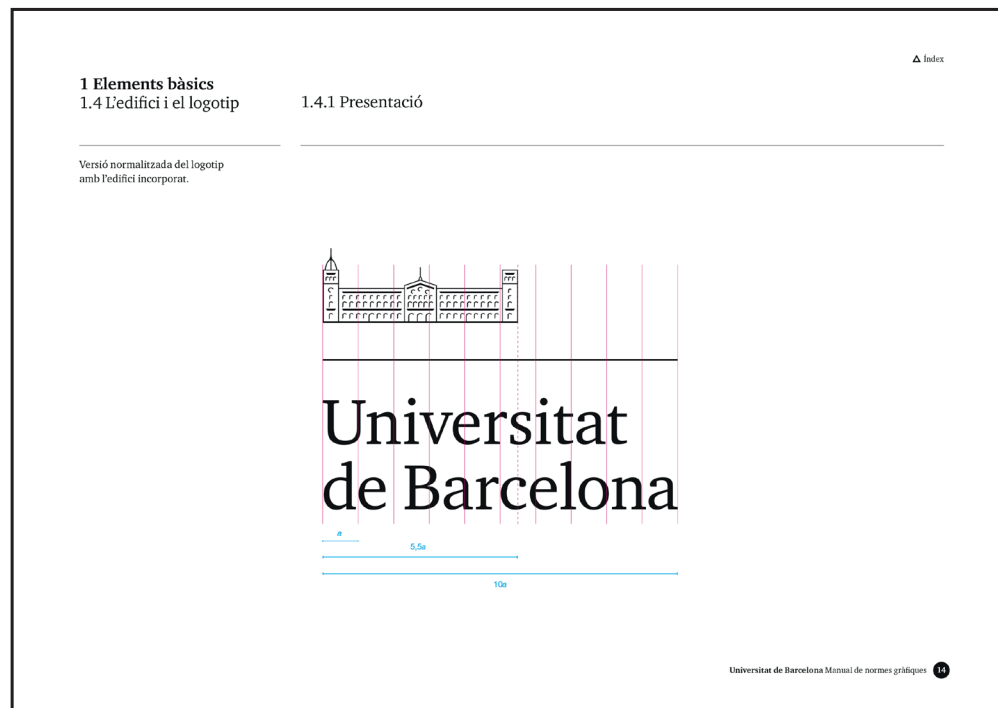 Índex
1 Elements bàsics
1.4 L’edifici i el logotip
1.4.1 Presentació
Versió normalitzada del logotip
amb l’edifici incorporat.
Universitat
de Barcelona
a
5,5a
10a
Universitat de Barcelona Manual de normes gràfiques 14